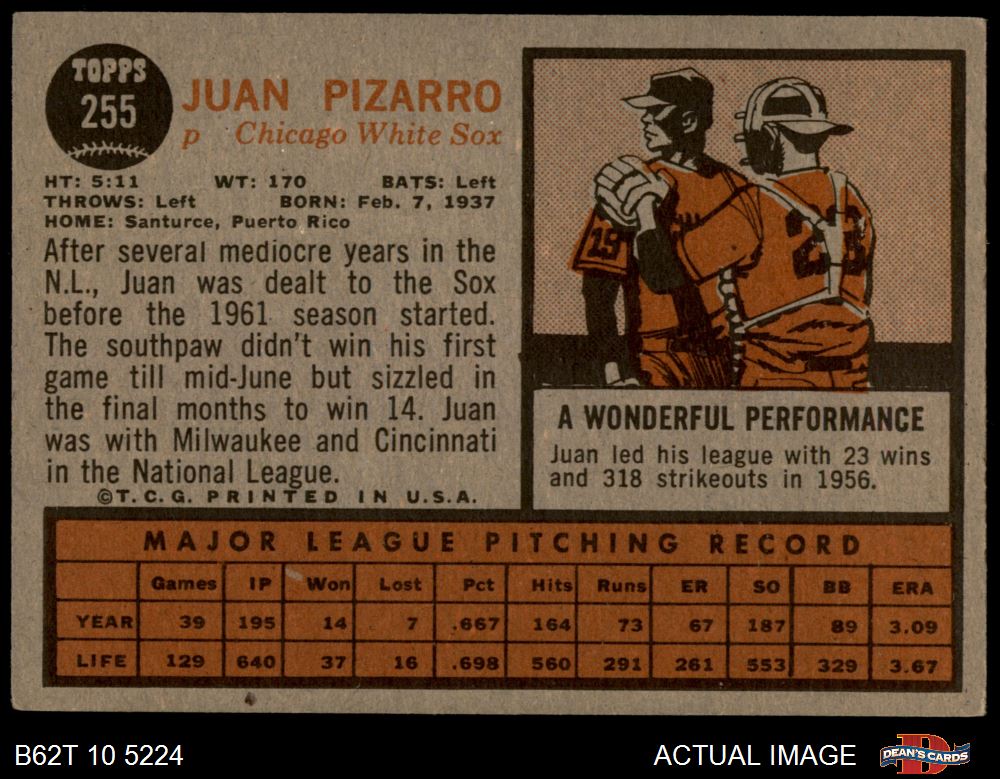 TOPPS
255
JUAN PIZARRO
p Chicago White Sox
HT: 5:11 WT: 170 BATS: Left
THROWS: Left BORN: Feb. 7, 1937
HOME: Santurce, Puerto Rico
After several mediocre years in the
N.L., Juan was dealt to the Sox
before the 1961 season started.
The southpaw didn't win his first
game till mid-June but sizzled in
the final months to win 14. Juan
was with Milwaukee and Cincinnati
in the National League.
©T.C.G. PRINTED IN U.S.A.
19
23
A WONDERFUL PERFORMANCE
Juan led his league with 23 wins
and 318 strikeouts in 1956.
MAJOR LEAGUE PITCHING RECORD
Games IP Won Lost Pct Hits Runs ER SO BB ERA
YEAR 39 195 14 7 .667 164 73 67 187 89 3.09
LIFE 129 640 37 16 .698 560 291 261 553 329 3.67
B62T 10 5224
ACTUAL IMAGE
D
DEAN'S CARDS